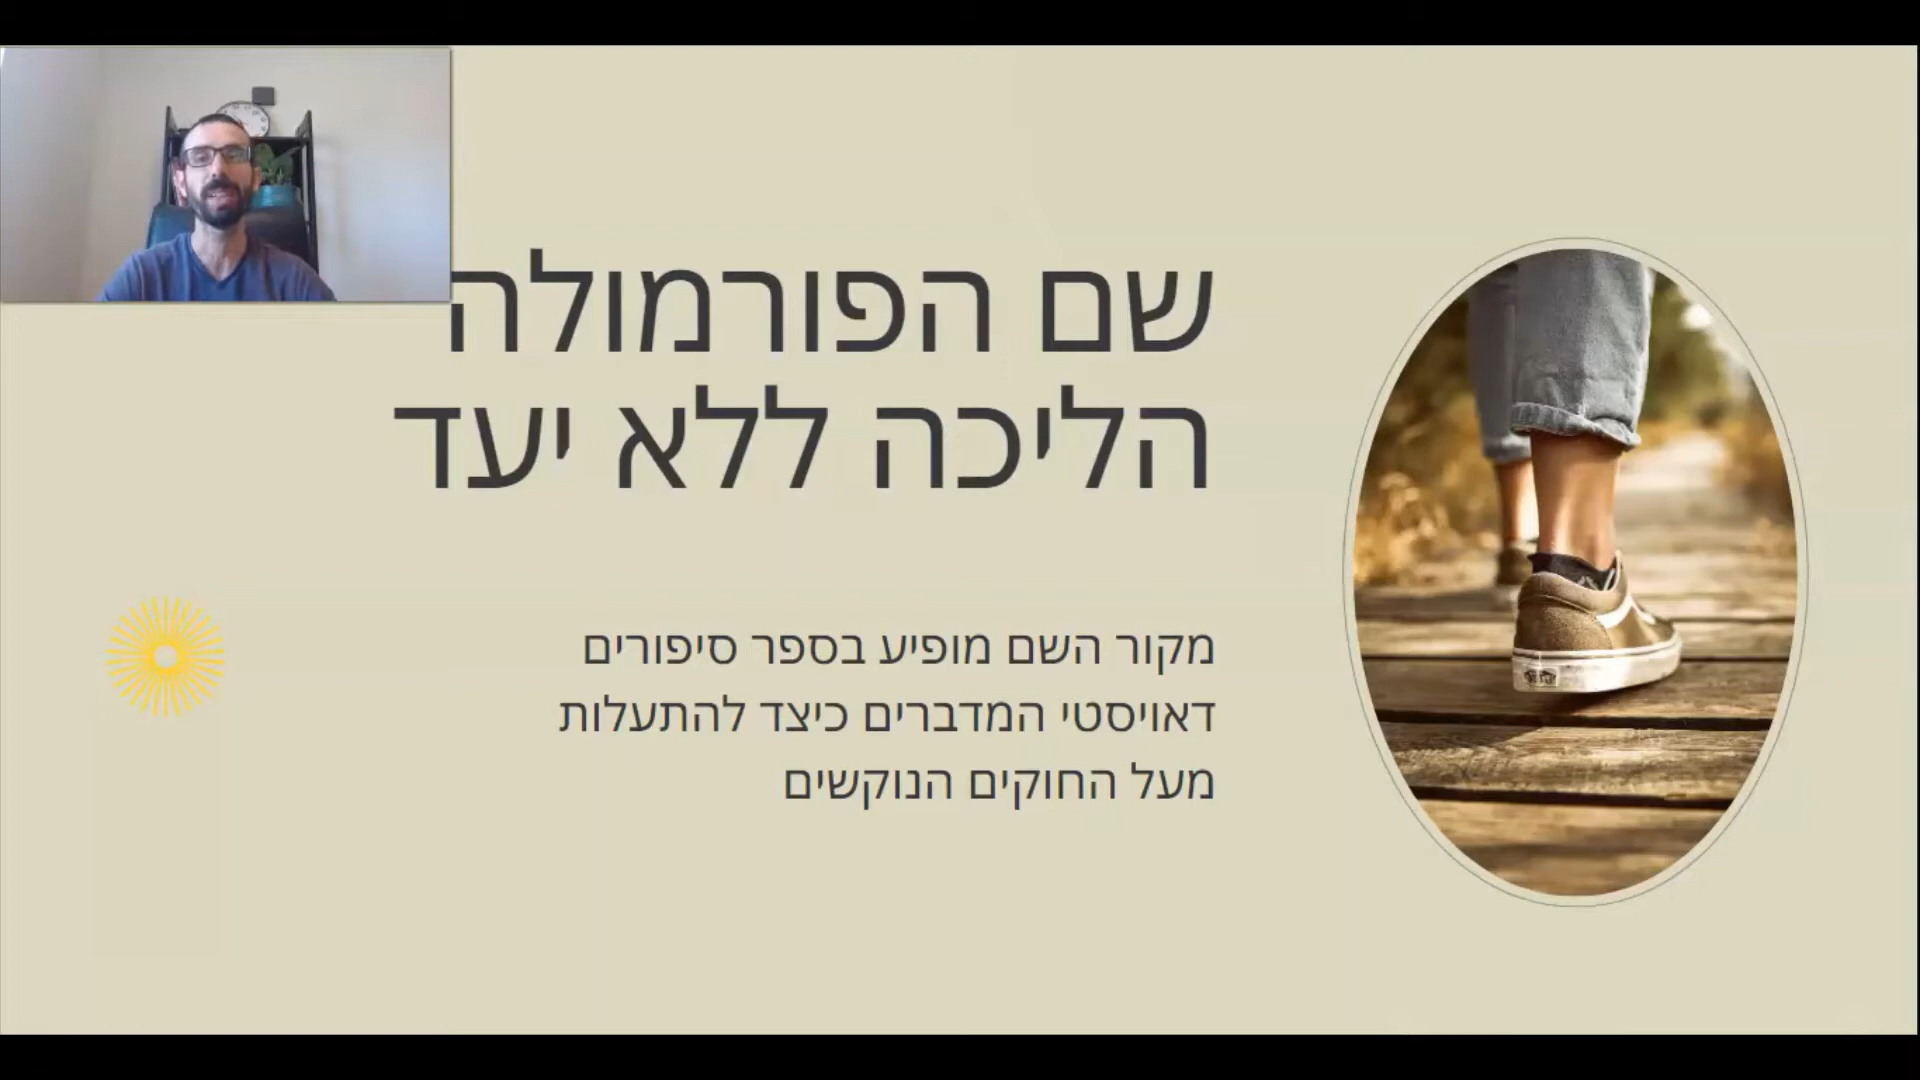 שם הפורמולה
הליכה ללא יעד
מקור השם מופיע בספר סיפורים
דאויסטי המדברים כיצד להתעלות
מעל החוקים הנוקשים